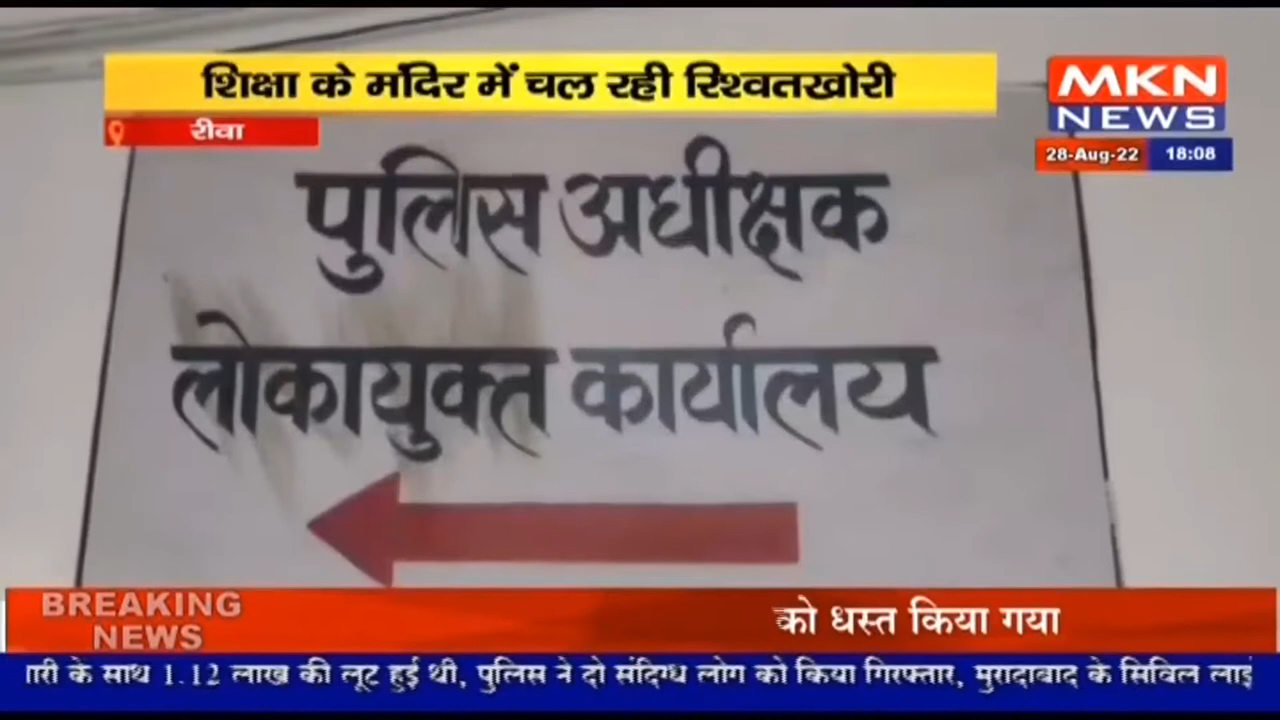 शिक्षा के मंदिर में चल रही रिश्वतखोरी
रीवा
MKN
NEWS
28-Aug-22 18:08
पुलिस अधीक्षक
लोकायुक्त कार्यालय
BREAKING
NEWS
को धस्त किया गया
के साथ 1.12 लाख की लूट हुई थी, पुलिस ने दो संदिग्ध लोग को किया गिरफ्तार, मुरादाबाद के सिविल